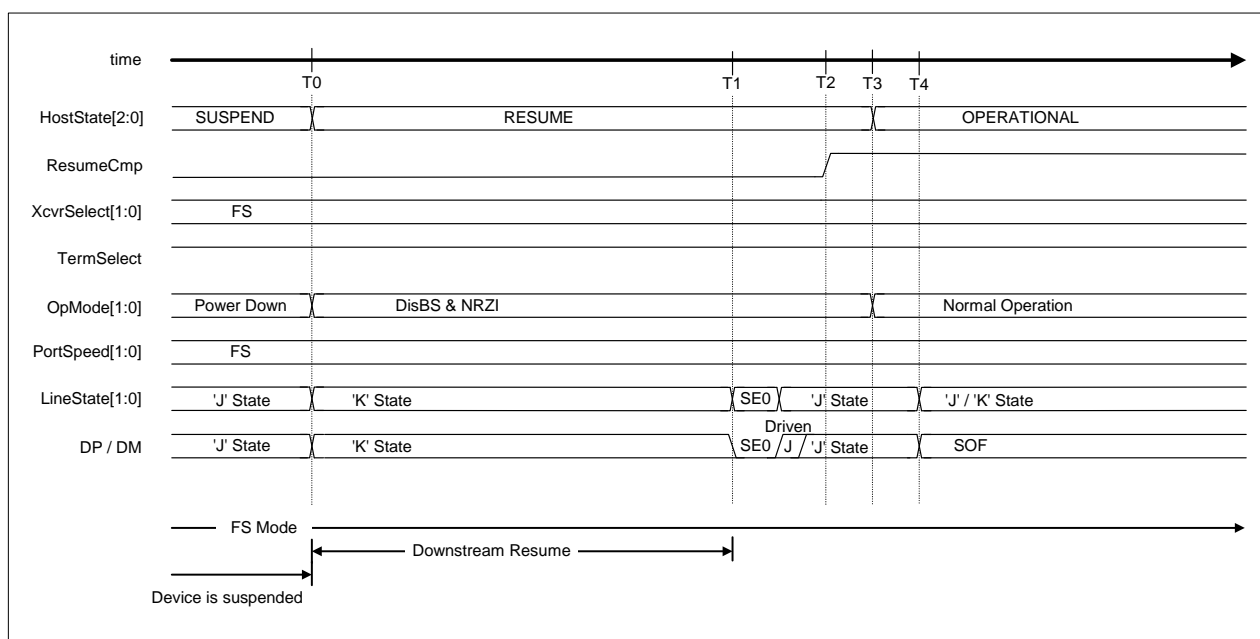 time
T0 T1 T2 T3 T4
HostState[2:0] SUSPEND RESUME OPERATIONAL
ResumeCmp
XcvrSelect[1:0] FS
TermSelect
OpMode[1:0] Power Down DisBS & NRZI Normal Operation
PortSpeed[1:0] FS
LineState[1:0] 'J' State 'K' State SE0 'J' State 'J' / 'K' State
Driven
DP / DM 'J' State 'K' State SE0 J 'J' State SOF
FS Mode
Downstream Resume
Device is suspended